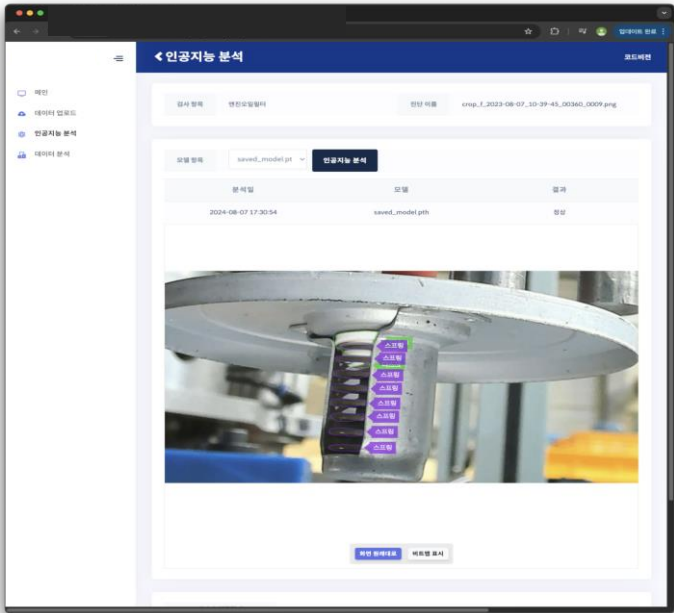 업데이트 완료
인공지능 분석
코드버전
메인
데이터 업로드
인공지능 분석
데이터 분석
검사 항목
엔진오일필터
진단 이름
crop_f_2023-08-07_10-39-45_00360_0009.png
모델 항목
saved_model.pt
인공지능 분석
분석일
모델
결과
2024-08-07 17:30:54
saved_model.pth
정상
스프링
스프링
스프링
스프링
스프링
스프링
스프링
스프링
화면 원래대로
비트맵 표시